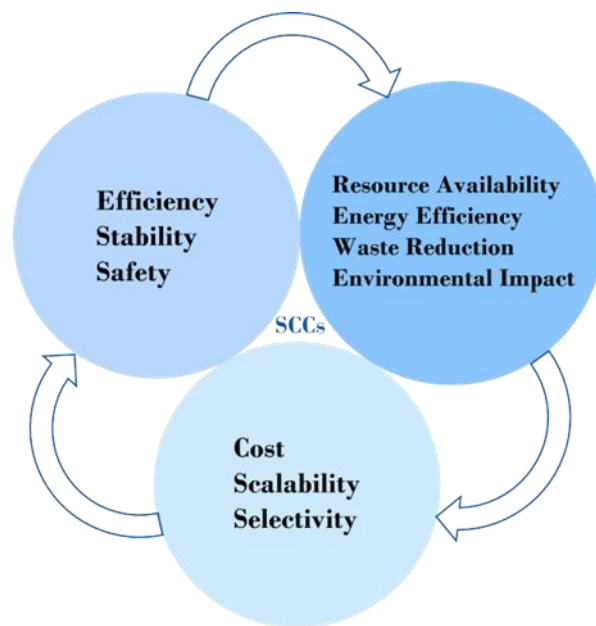 Efficiency
Stability
Safety
Resource Availability
Energy Efficiency
Waste Reduction
Environmental Impact
SCCs
Cost
Scalability
Selectivity